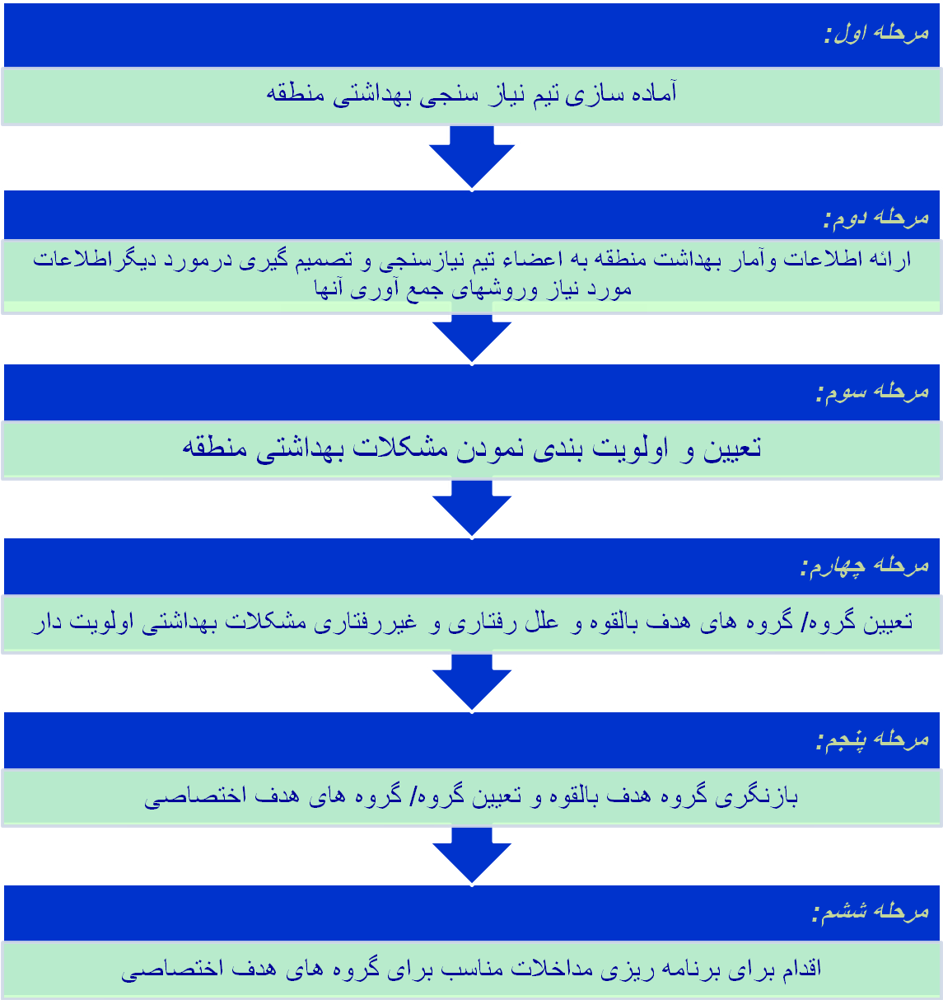 مرحله اول:
آماده سازی تیم نیاز سنجی بهداشتی منطقه
مرحله دوم:
ارائه اطلاعات وآمار بهداشت منطقه به اعضاء تیم نیازسنجی و تصمیم گیری درمورد دیگراطلاعات
مورد نیاز وروشهای جمع آوری آنها
مرحله سوم:
تعیین و اولویت بندی نمودن مشکلات بهداشتی منطقه
مرحله چهارم:
تعیین گروه/ گروه های هدف بالقوه و علل رفتاری و غیررفتاری مشکلات بهداشتی اولویت دار
مرحله پنجم:
بازنگری گروه هدف بالقوه و تعیین گروه/ گروه های هدف اختصاصی
مرحله ششم:
اقدام برای برنامه ریزی مداخلات مناسب برای گروه های هدف اختصاصی